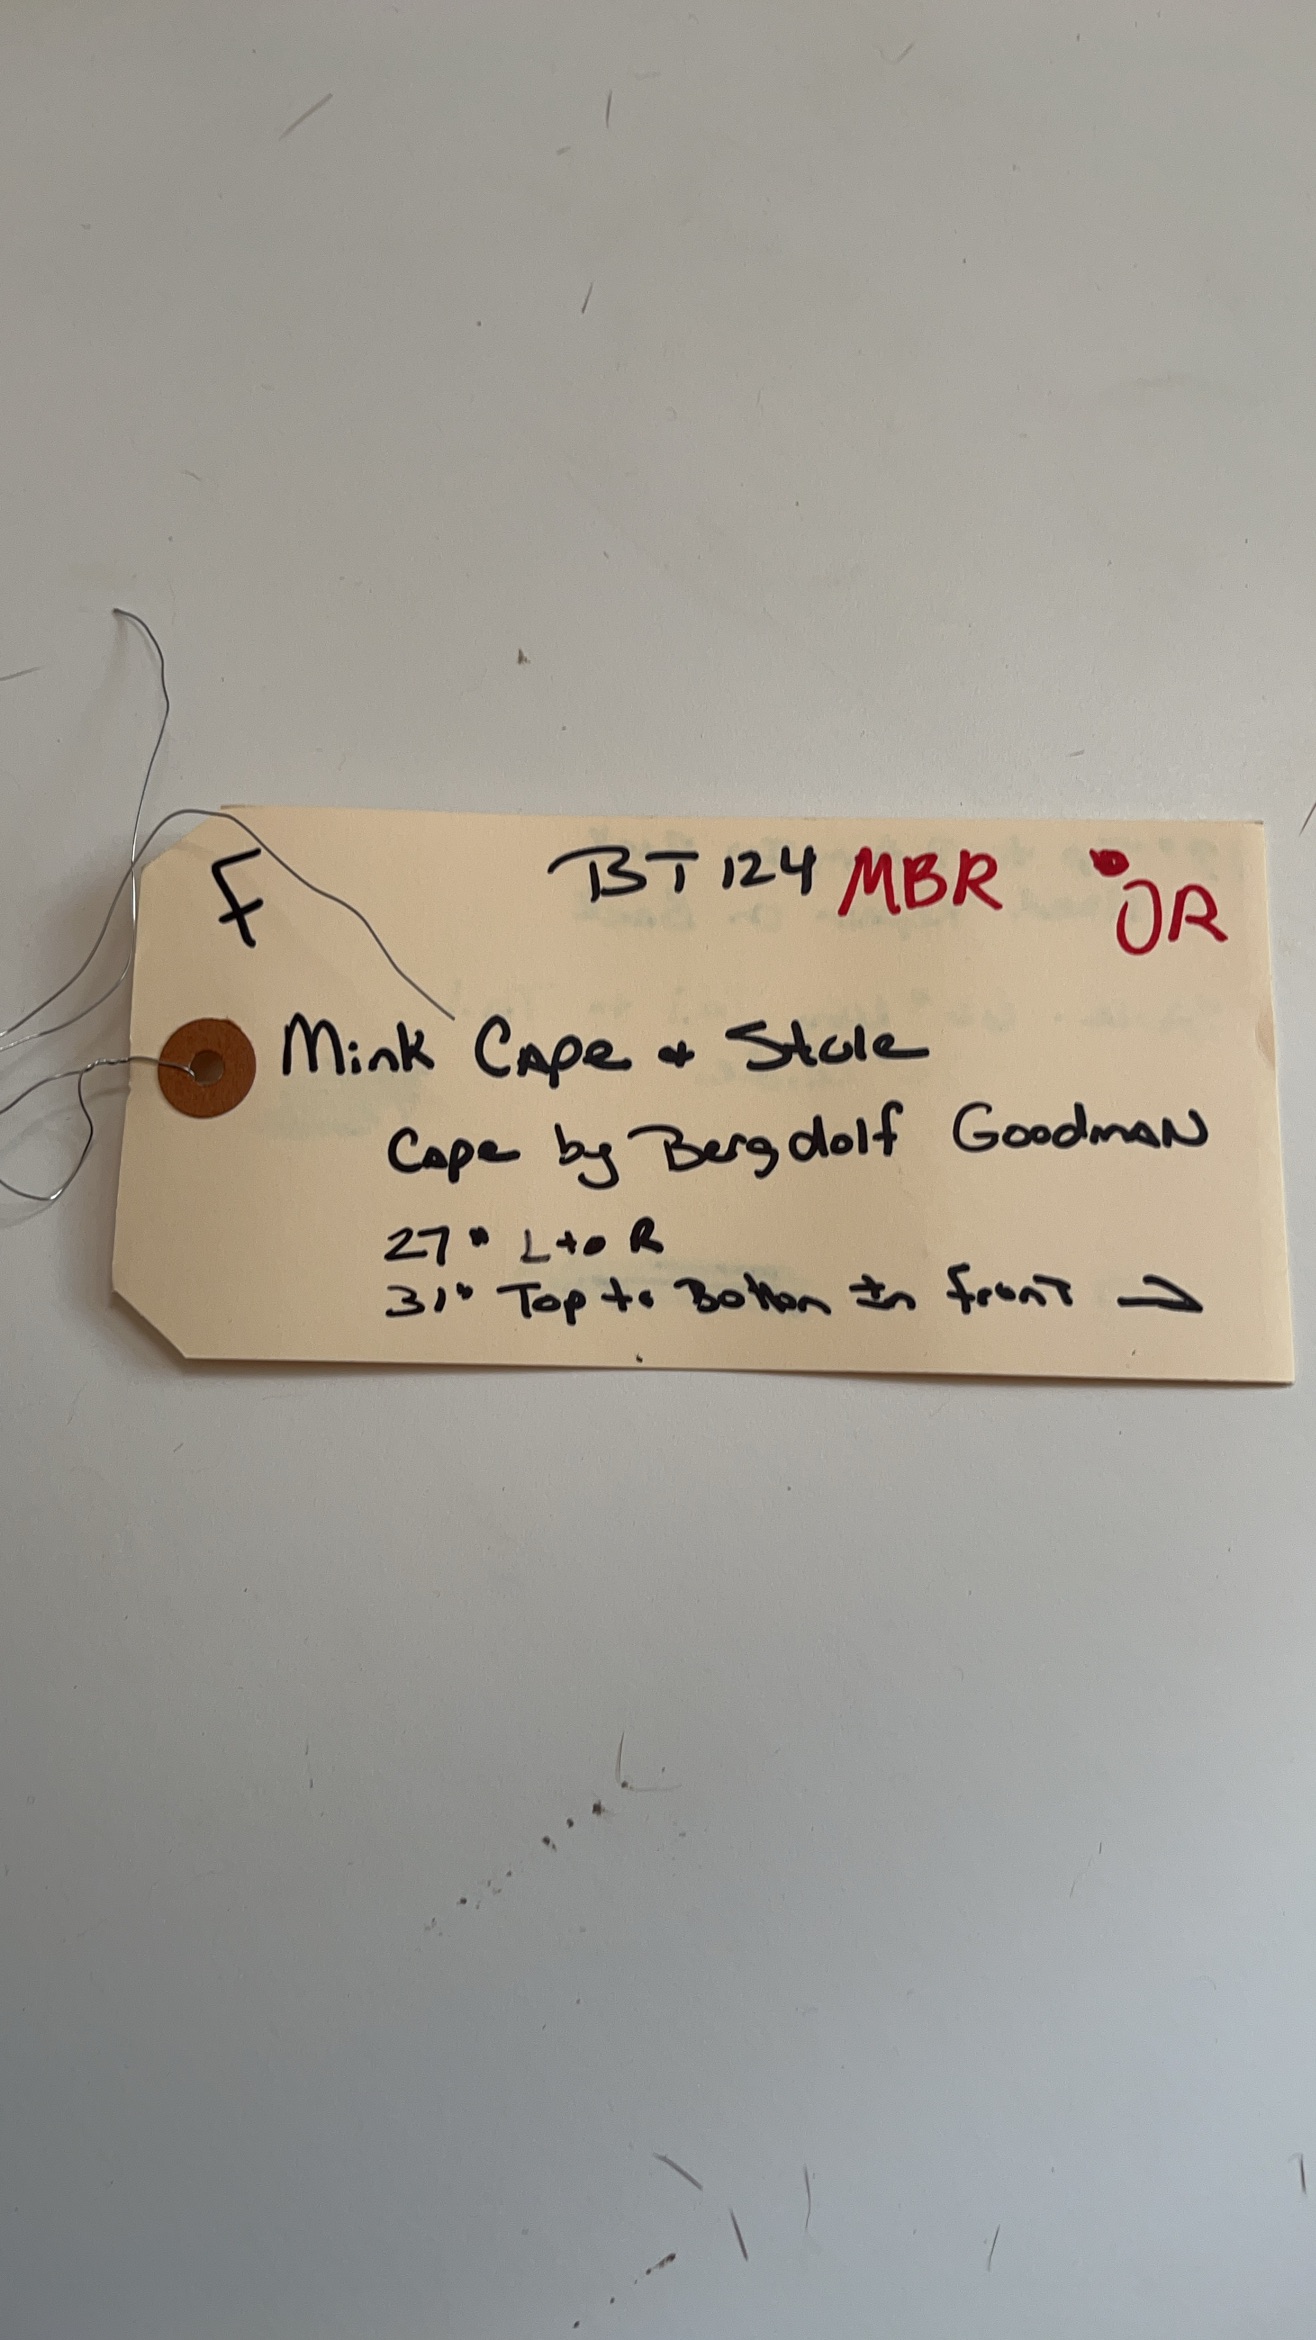 F BT 124 MBR JR
Mink Cape & Stole
Cape by Bergdolf Goodman
27" L to R
31" Top to Bottom In front →